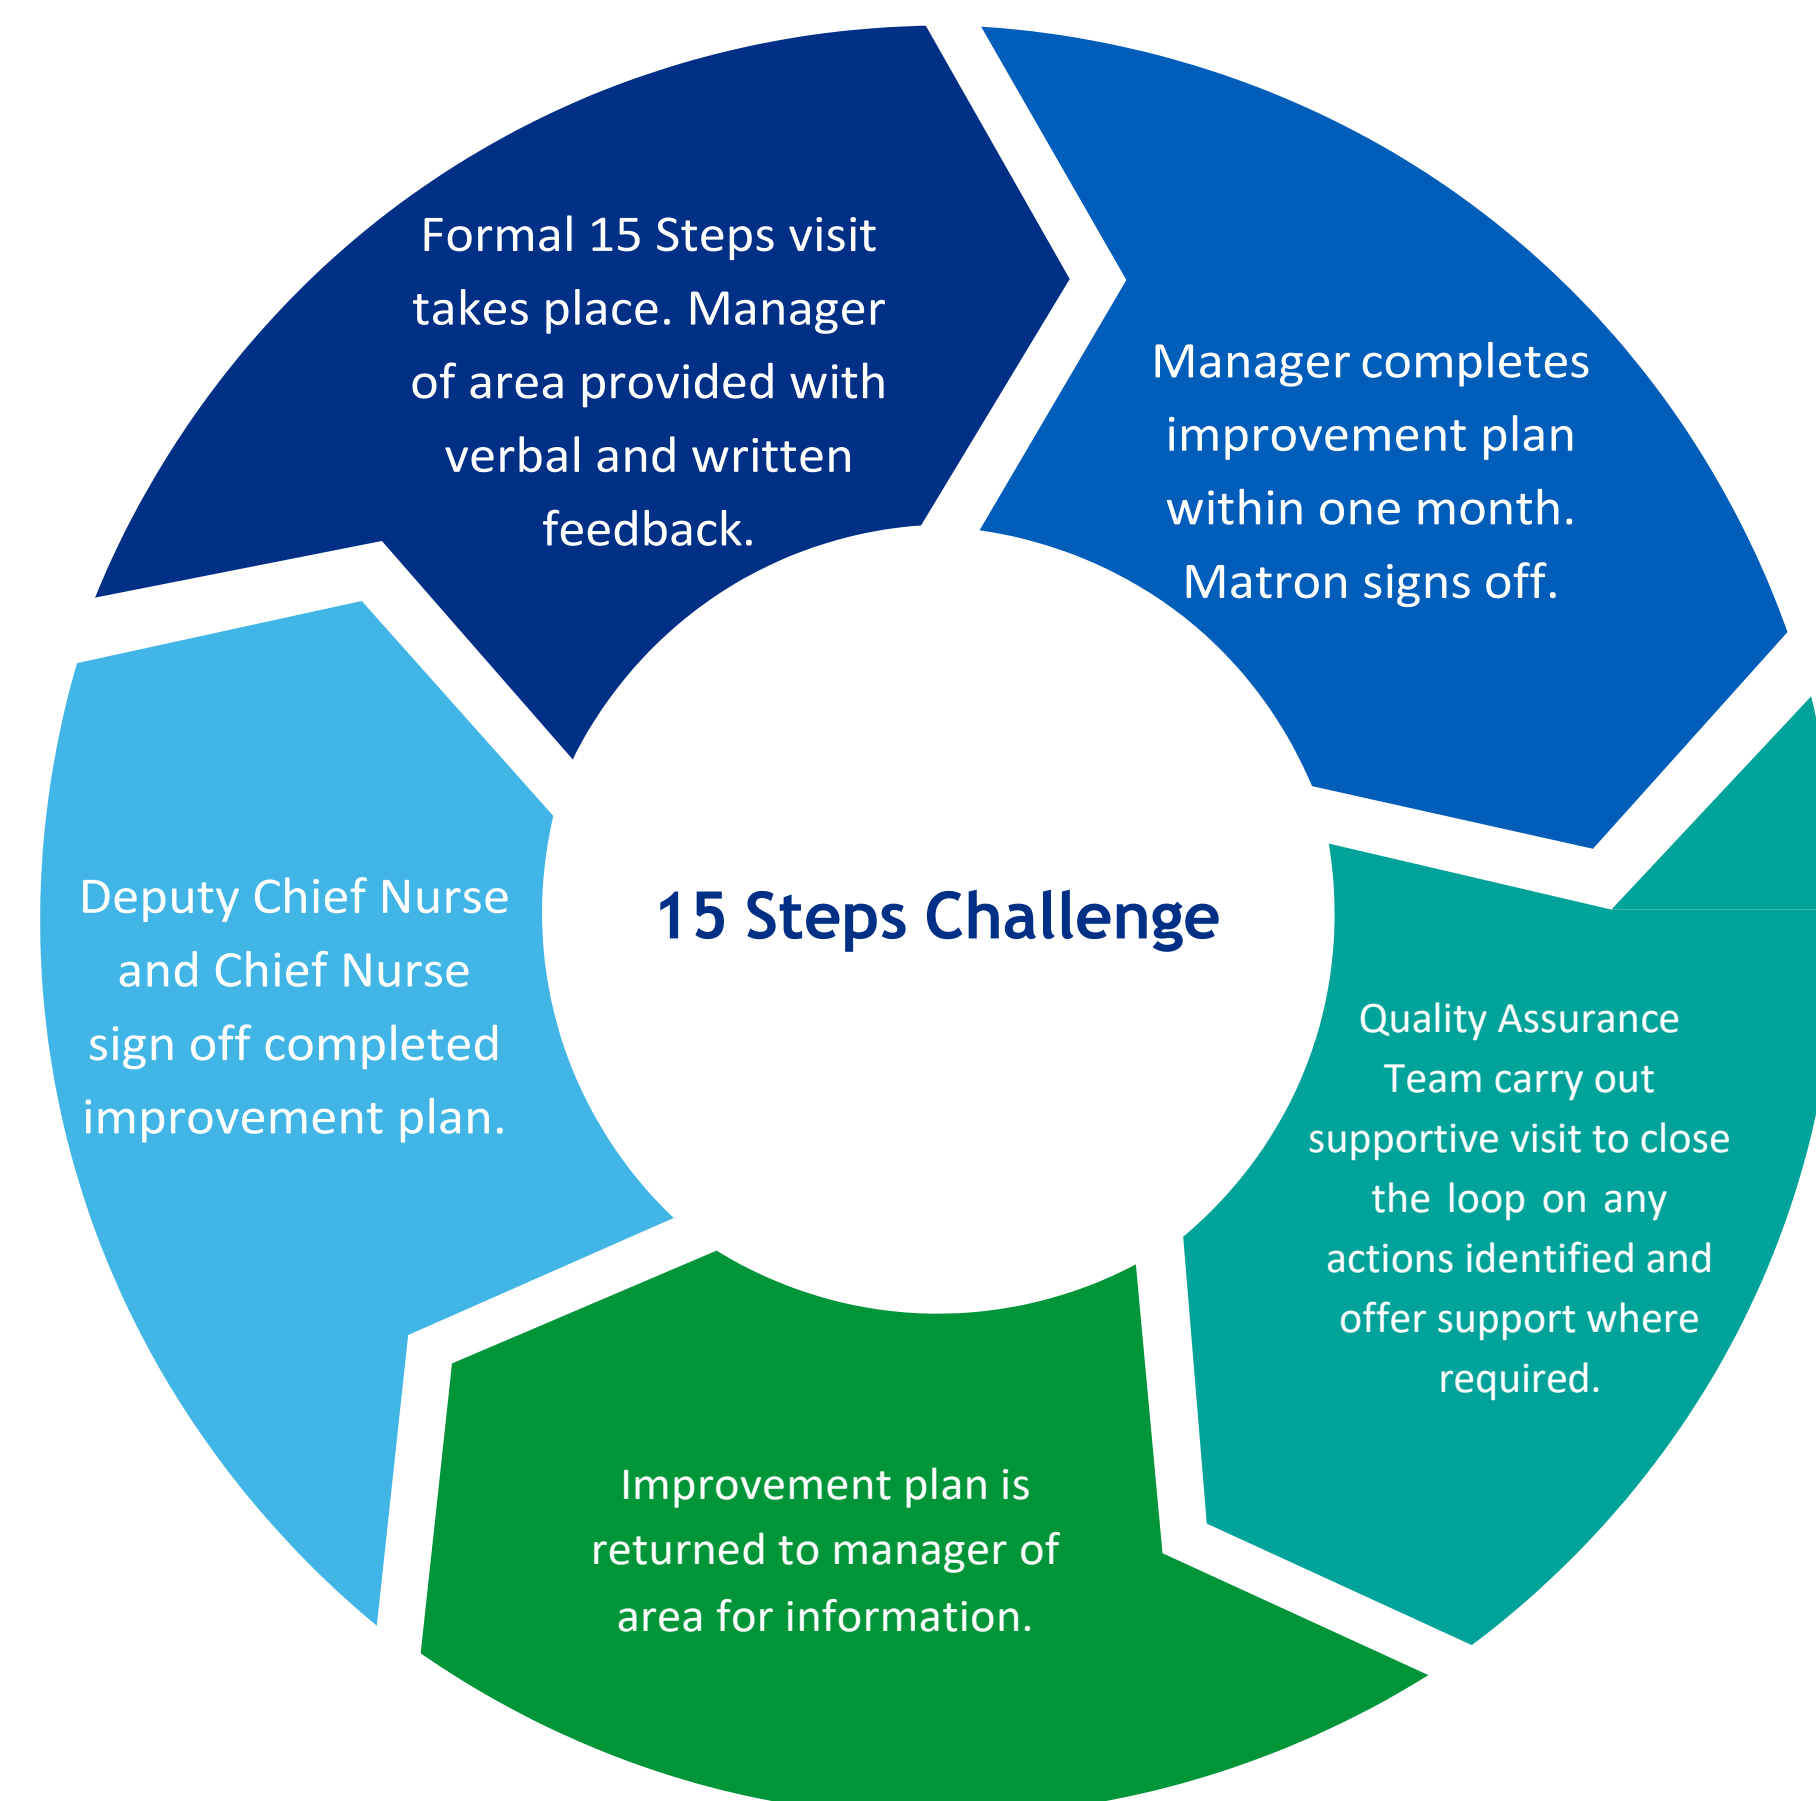 Formal 15 Steps visit
takes place. Manager
of area provided with
verbal and written
feedback.
Manager completes
improvement plan
within one month.
Matron signs off.
Quality Assurance
Team carry out
supportive visit to close
the loop on any
actions identified and
offer support where
required.
Improvement plan is
returned to manager of
area for information.
Deputy Chief Nurse
and Chief Nurse
sign off completed
improvement plan.
15 Steps Challenge